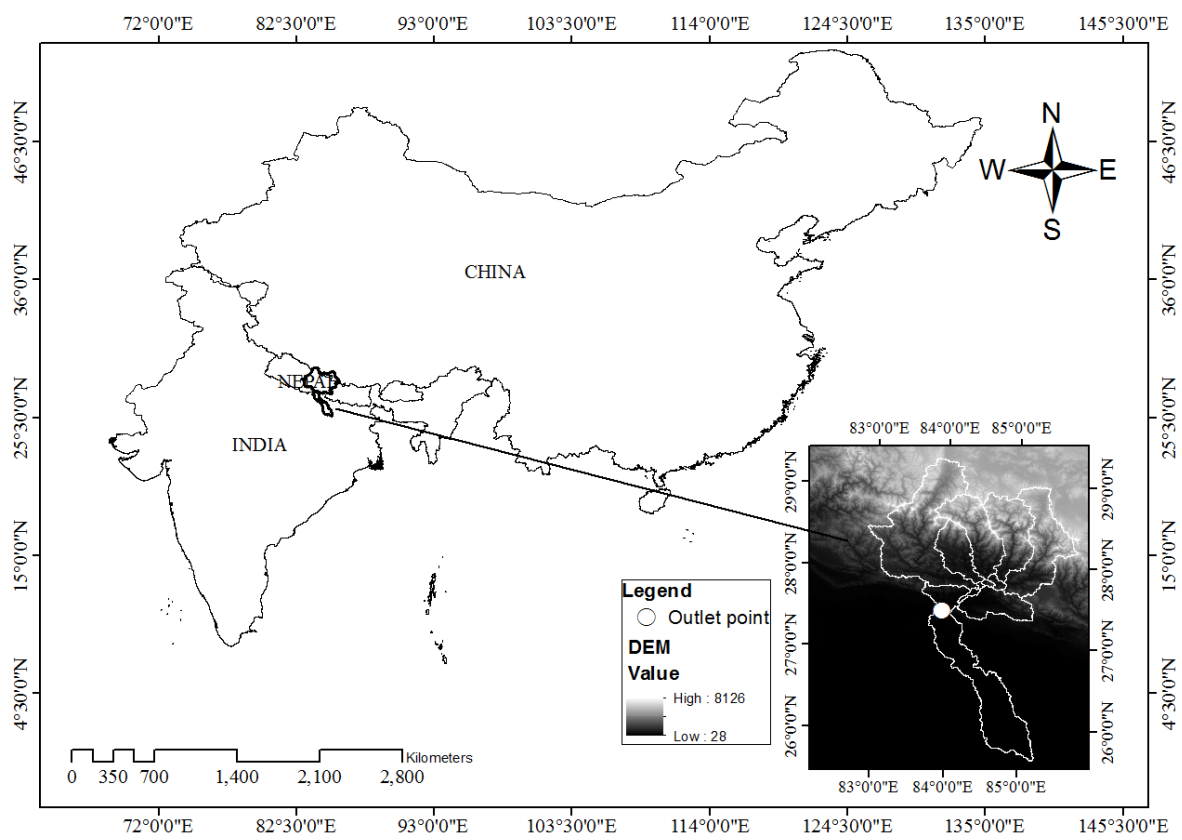 72°0'0"E 82°30'0"E 93°0'0"E 103°30'0"E 114°0'0"E 124°30'0"E 135°0'0"E 145°30'0"E
46°30'0"N
46°30'0"N
N
W E
S
CHINA
36°0'0"N
36°0'0"N
NEPAL
25°30'0"N
25°30'0"N
INDIA
83°0'0"E 84°0'0"E 85°0'0"E
29°0'0"N
29°0'0"N
28°0'0"N
28°0'0"N
27°0'0"N
27°0'0"N
26°0'0"N
26°0'0"N
83°0'0"E 84°0'0"E 85°0'0"E
15°0'0"N
15°0'0"N
Legend
Outlet point
DEM
Value
High : 8126
Low : 28
4°30'0"N
4°30'0"N
Kilometers
0 350 700 1,400 2,100 2,800
72°0'0"E 82°30'0"E 93°0'0"E 103°30'0"E 114°0'0"E 124°30'0"E 135°0'0"E 145°30'0"E